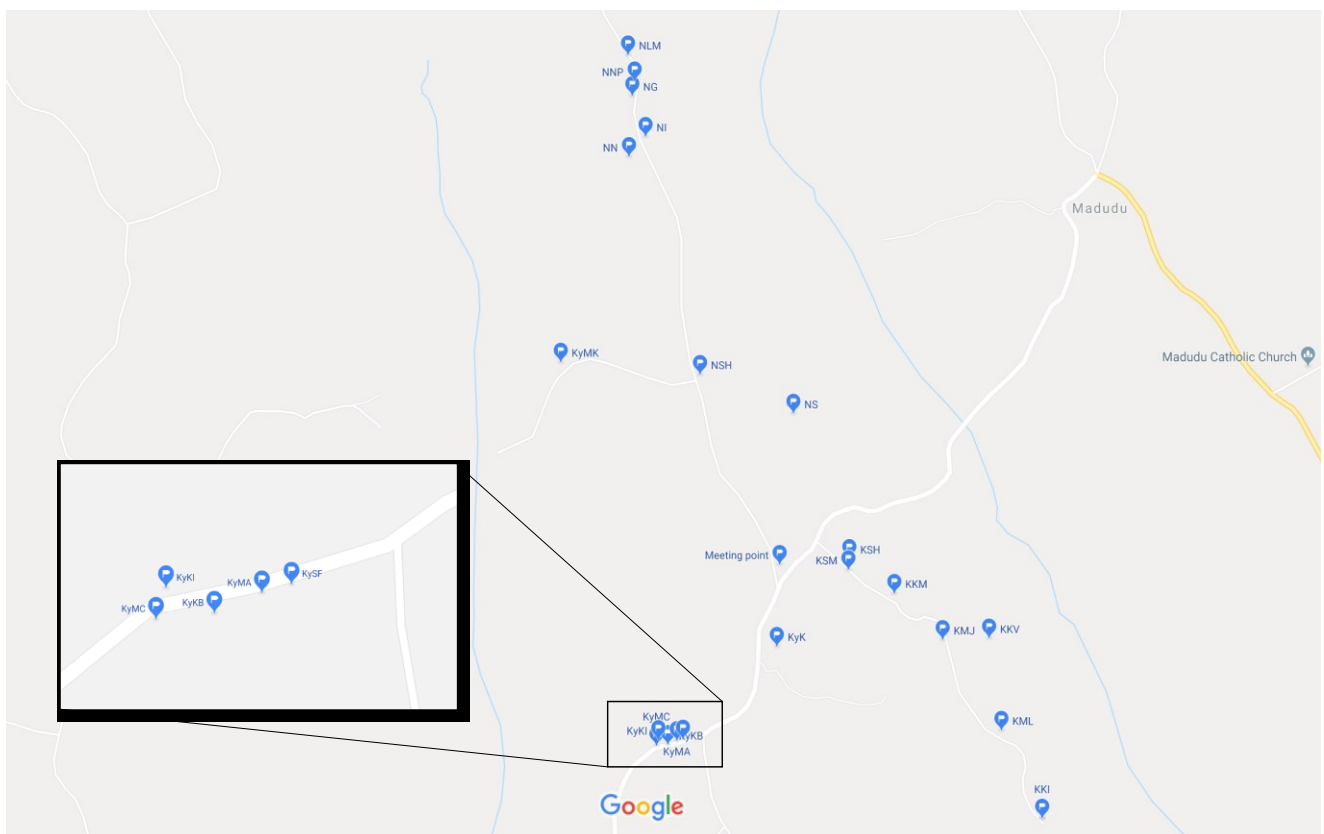 NLM
NNP
NG
NI
NN
Madudu
KyMK
NSH
Madudu Catholic Church
NS
Meeting point
KSH
KSM
KyKI
KyMA
KySF
KyMC
KyKB
KKM
KMJ
KKV
KyK
KML
KyMC
KyKI
KyKB
KyMA
Google
KKI